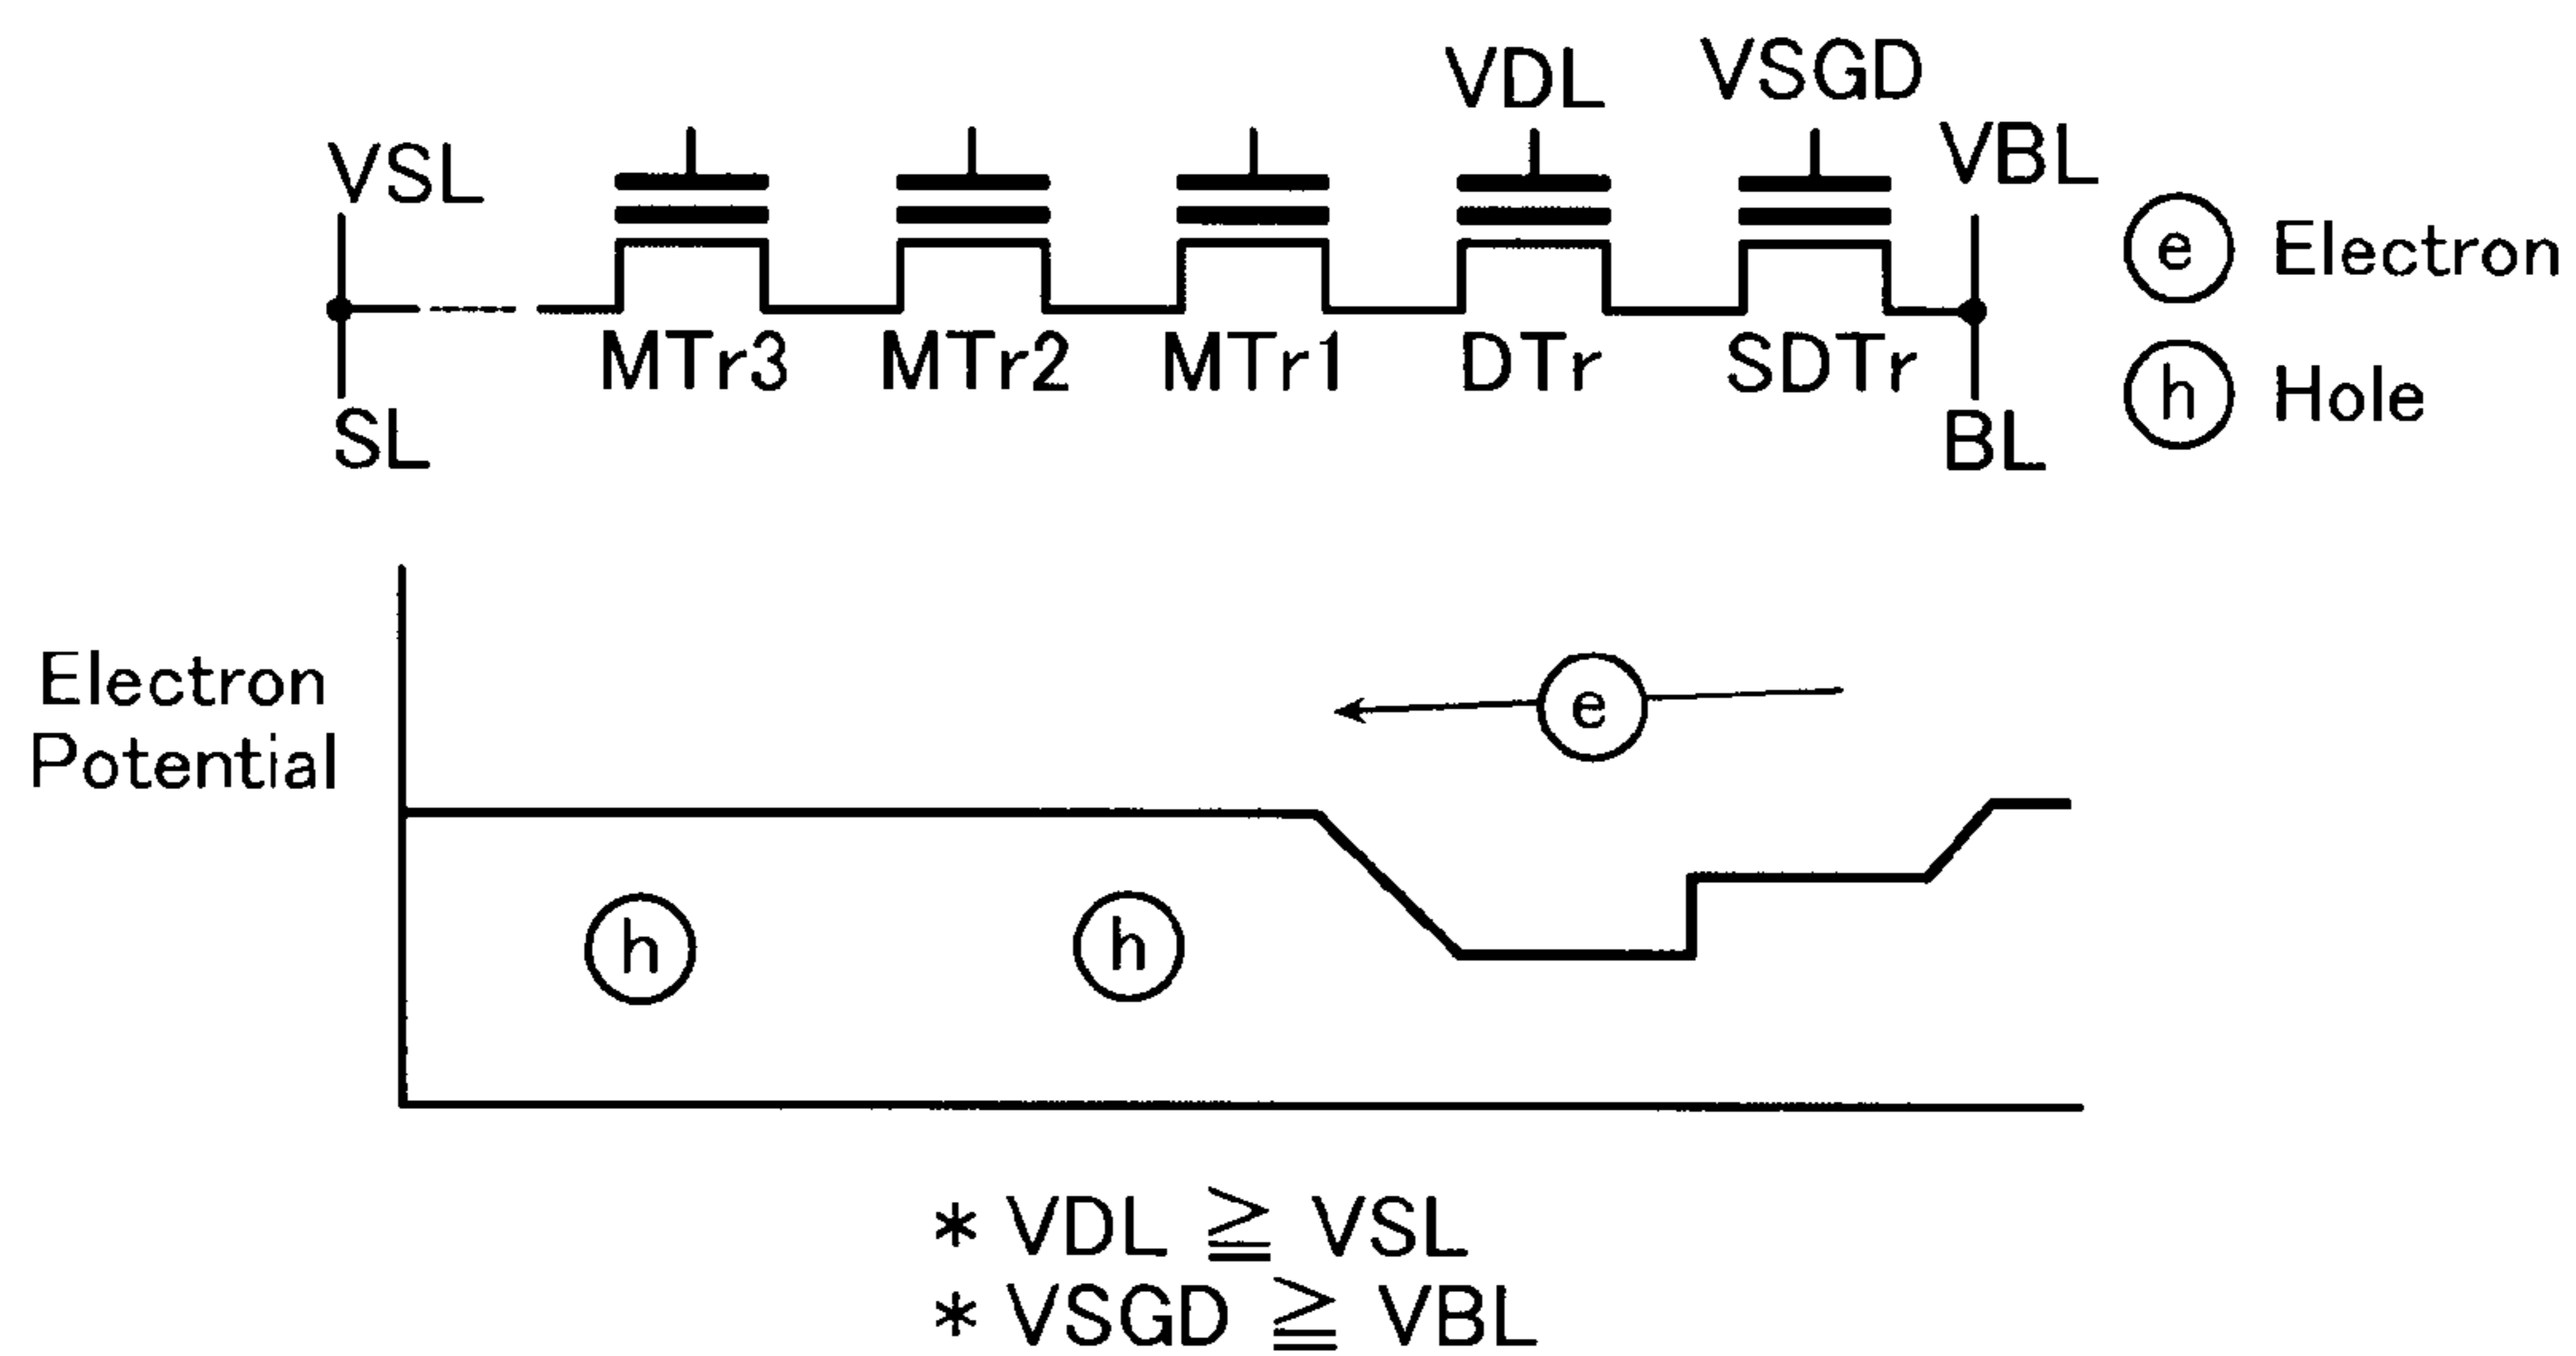 VDL VSGD
VSL VBL
e Electron
MTr3 MTr2 MTr1 DTr SDTr
h Hole
SL BL
Electron
Potential
e
h h
* VDL ≧ VSL
* VSGD ≧ VBL